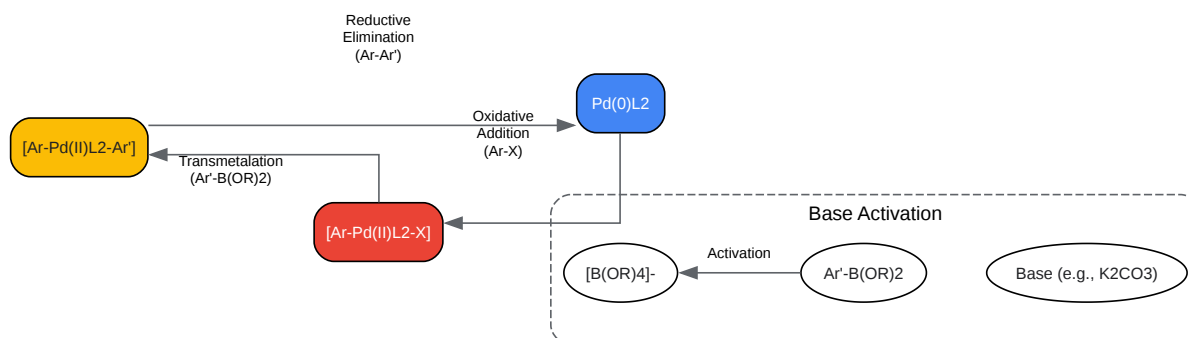 Reductive
Elimination
(Ar-Ar')
Pd(0)L2
Oxidative
Addition
(Ar-X)
[Ar-Pd(II)L2-Ar']
Transmetalation
(Ar'-B(OR)2)
[Ar-Pd(II)L2-X]
Base Activation
[B(OR)4]-
Activation
Ar'-B(OR)2
Base (e.g., K2CO3)